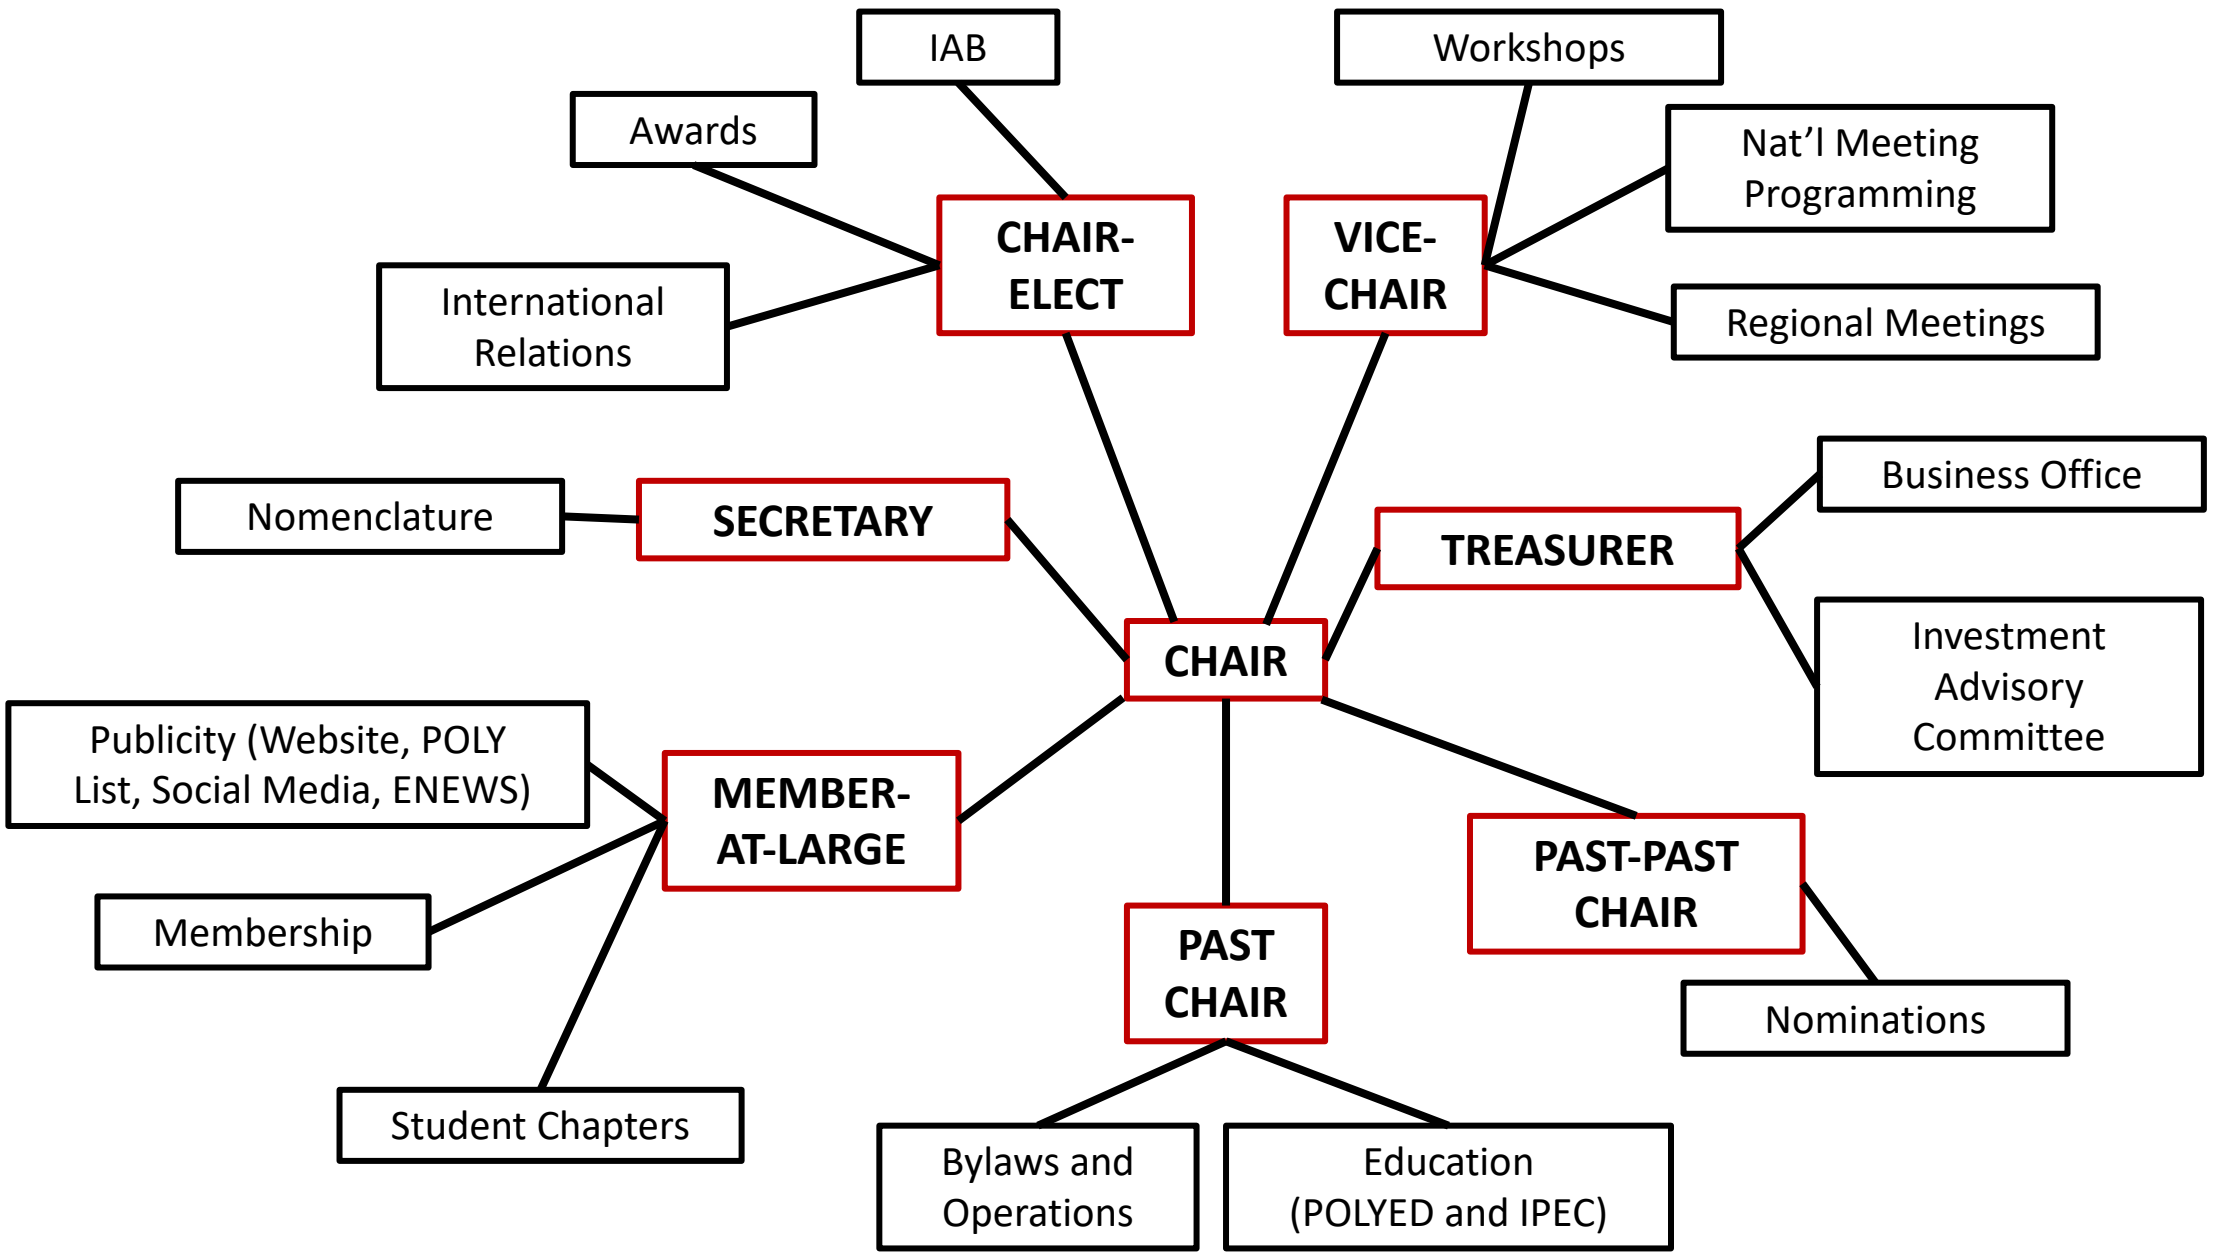 IAB
Workshops
Awards
Nat’l Meeting
Programming
CHAIR-
ELECT
VICE-
CHAIR
International
Relations
Regional Meetings
Business Office
Nomenclature
SECRETARY
TREASURER
Investment
Advisory
Committee
CHAIR
Publicity (Website, POLY
List, Social Media, ENEWS)
MEMBER-
AT-LARGE
PAST-PAST
CHAIR
Membership
PAST
CHAIR
Nominations
Student Chapters
Bylaws and
Operations
Education
(POLYED and IPEC)